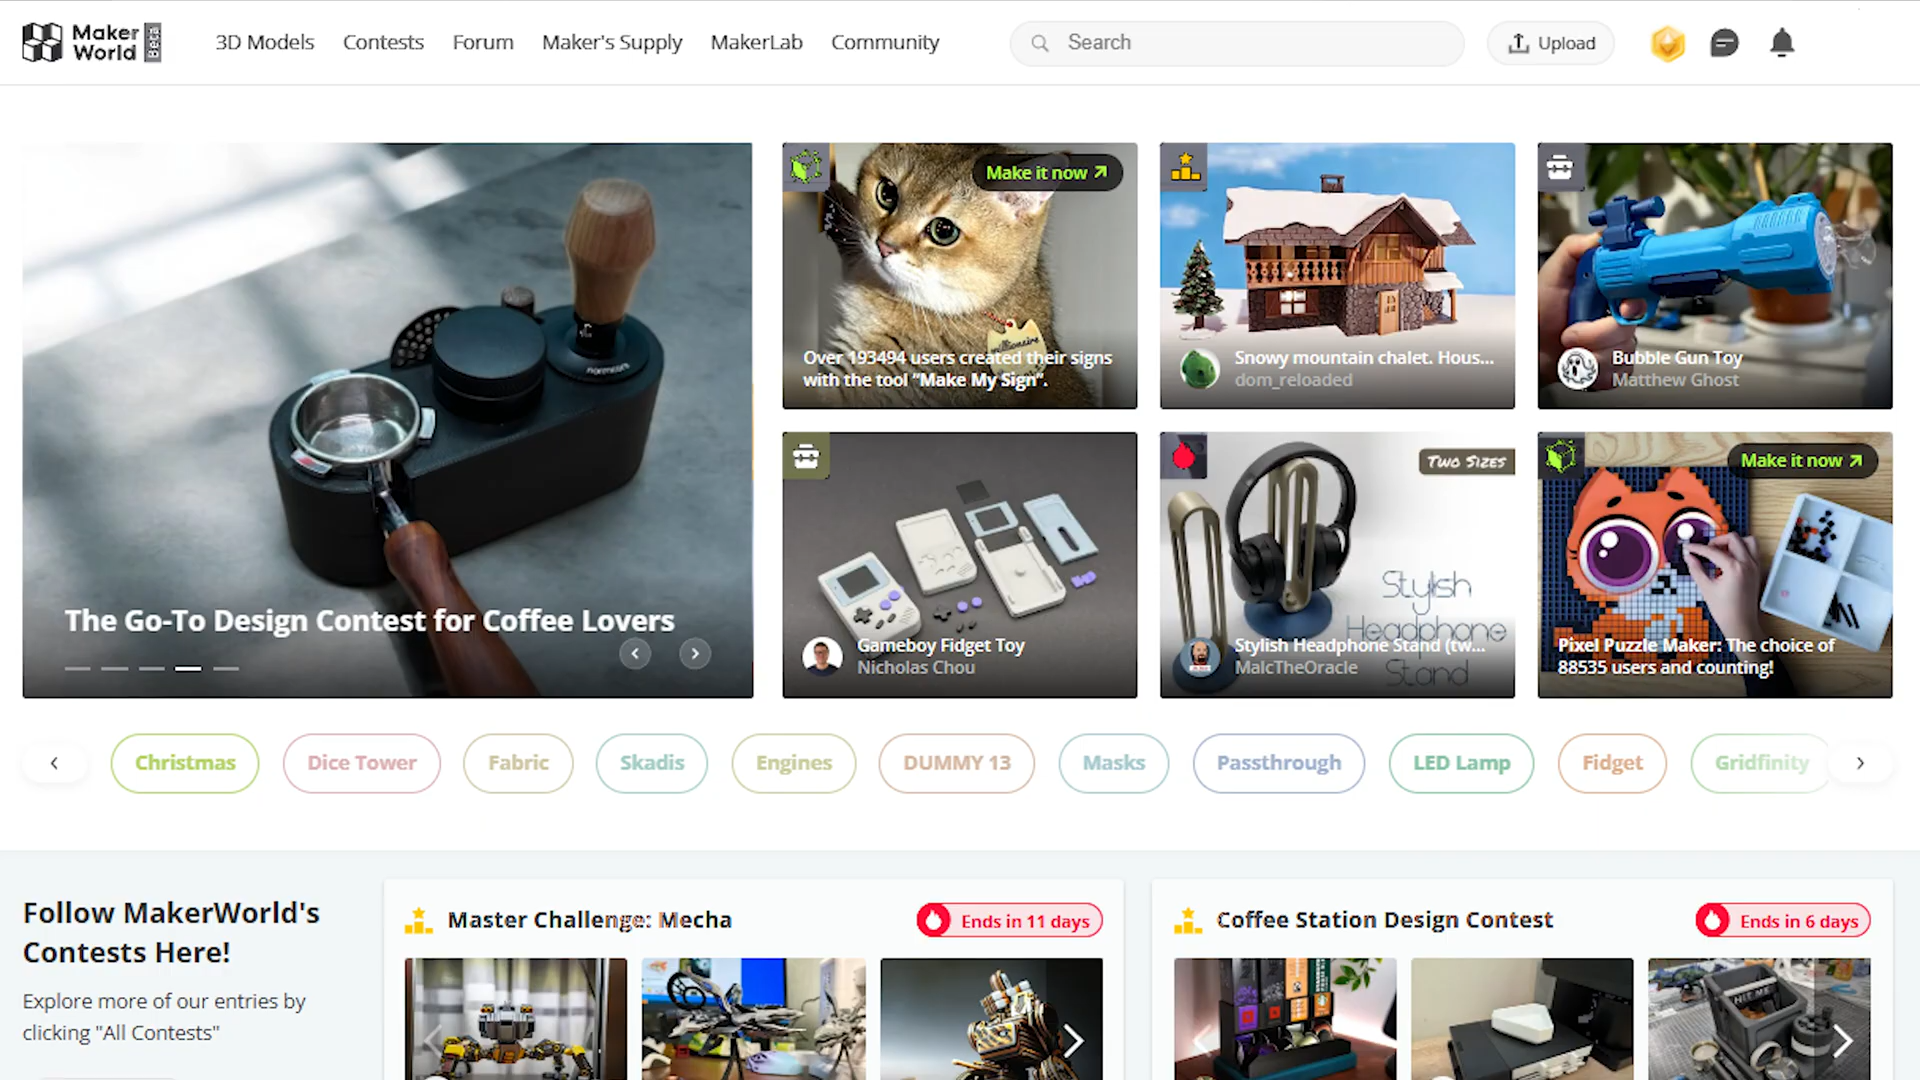 Maker
World
Beta
3D Models
Contests
Forum
Maker's Supply
MakerLab
Community
Search
Upload
The Go-To Design Contest for Coffee Lovers
Make it now
millionaire
Over 193494 users created their signs
with the tool “Make My Sign”.
Snowy mountain chalet. Hous...
dom_reloaded
Bubble Gun Toy
Matthew Ghost
Gameboy Fidget Toy
Nicholas Chou
Two Sizes
Stylish
Headphone
Stand
Stylish Headphone Stand (tw...
MalcTheOracle
Make it now
Pixel Puzzle Maker: The choice of
88535 users and counting!
Christmas
Dice Tower
Fabric
Skadis
Engines
DUMMY 13
Masks
Passthrough
LED Lamp
Fidget
Gridfinity
Follow MakerWorld's
Contests Here!
Explore more of our entries by
clicking "All Contests"
Master Challenge: Mecha
Ends in 11 days
Coffee Station Design Contest
Ends in 6 days
HIT ME